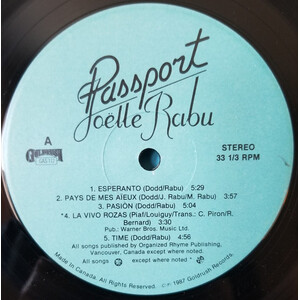 Passport
Joëlle Rabu
A
STEREO
33 1/3 RPM
1. ESPERANTO (Dodd/Rabu) 5:29
2. PAYS DE MES AÏEUX (Dodd/J. Rabu/M. Rabu) 3:57
3. PASIÓN (Dodd/Rabu) 5:04
*4. LA VIVO ROZAS (Piaf/Louiguy/Trans.: C. Piron/R.
Bernard) 3:30
Pub.: Warner Bros. Music Ltd.
5. TIME (Dodd/Rabu) 4:56
All songs published by Organized Rhyme Publishing,
Vancouver, Canada except where noted.*
All songs except where noted*
Made in Canada. All Rights Reserved. 1987 Goldrush Records.